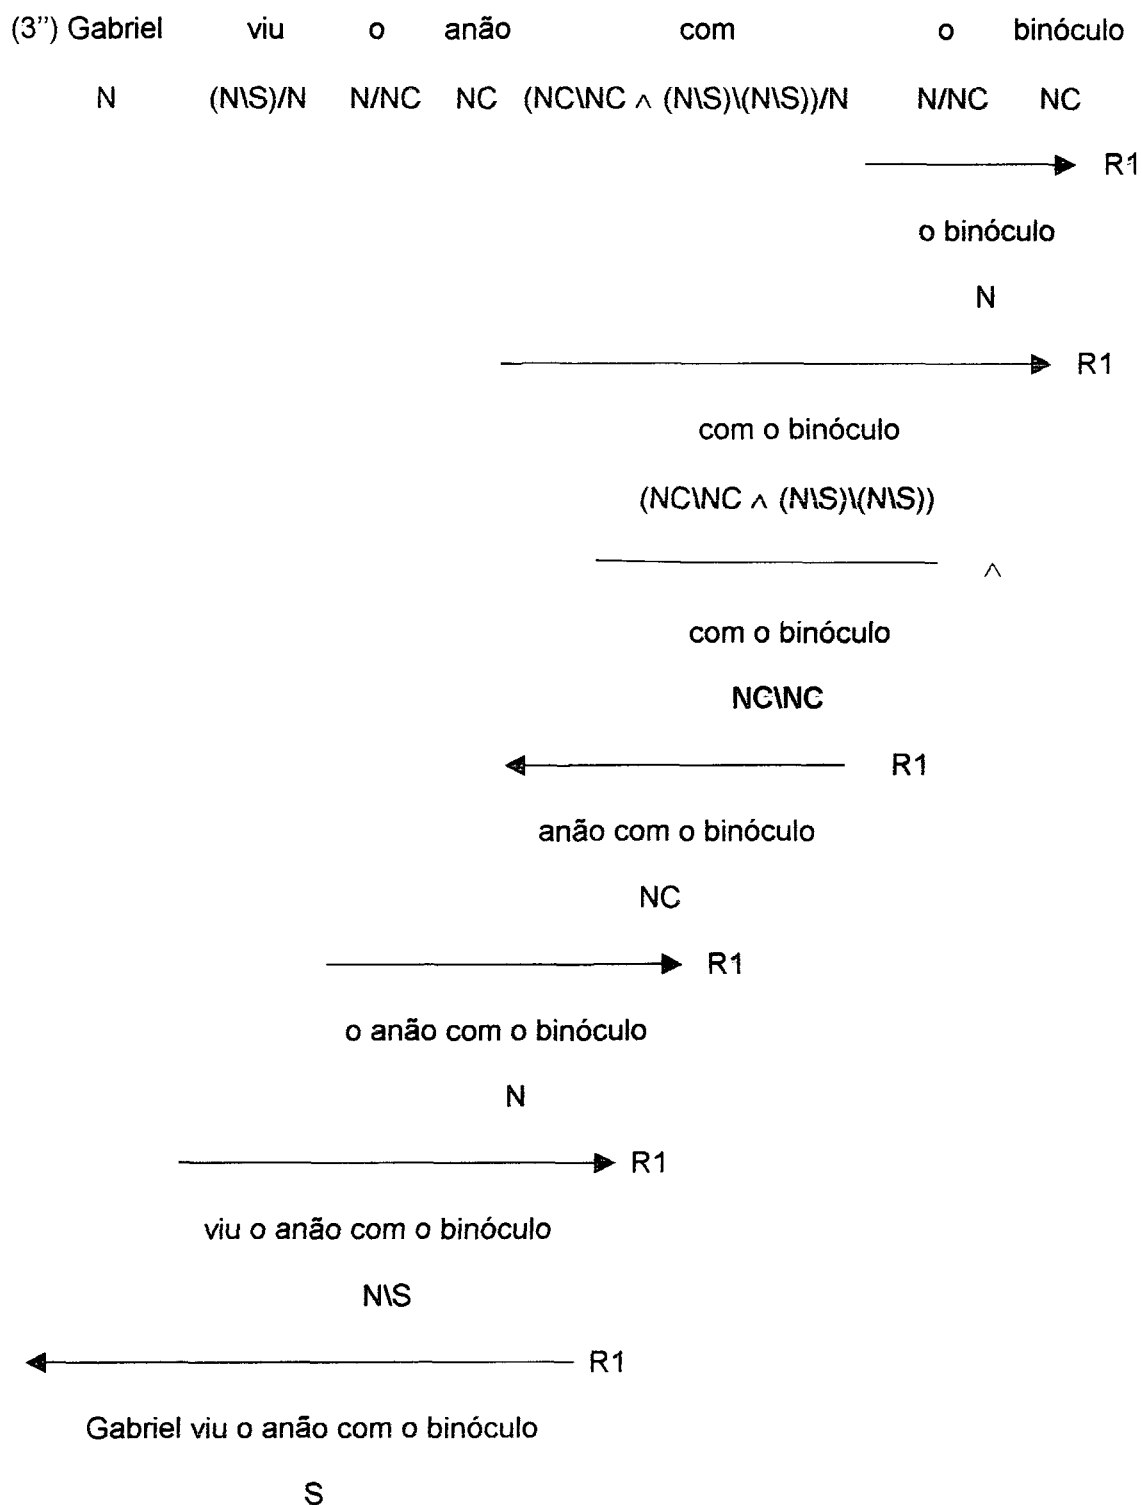 (3”) Gabriel viu o anão com o binóculo
N (N\S)/N N/NC NC (NC\NC ∧ (N\S)\(N\S))/N N/NC NC
R1
o binóculo
N
R1
com o binóculo
(NC\NC ∧ (N\S)\(N\S))
∧
com o binóculo
NC\NC
R1
anão com o binóculo
NC
R1
o anão com o binóculo
N
R1
viu o anão com o binóculo
N\S
R1
Gabriel viu o anão com o binóculo
S